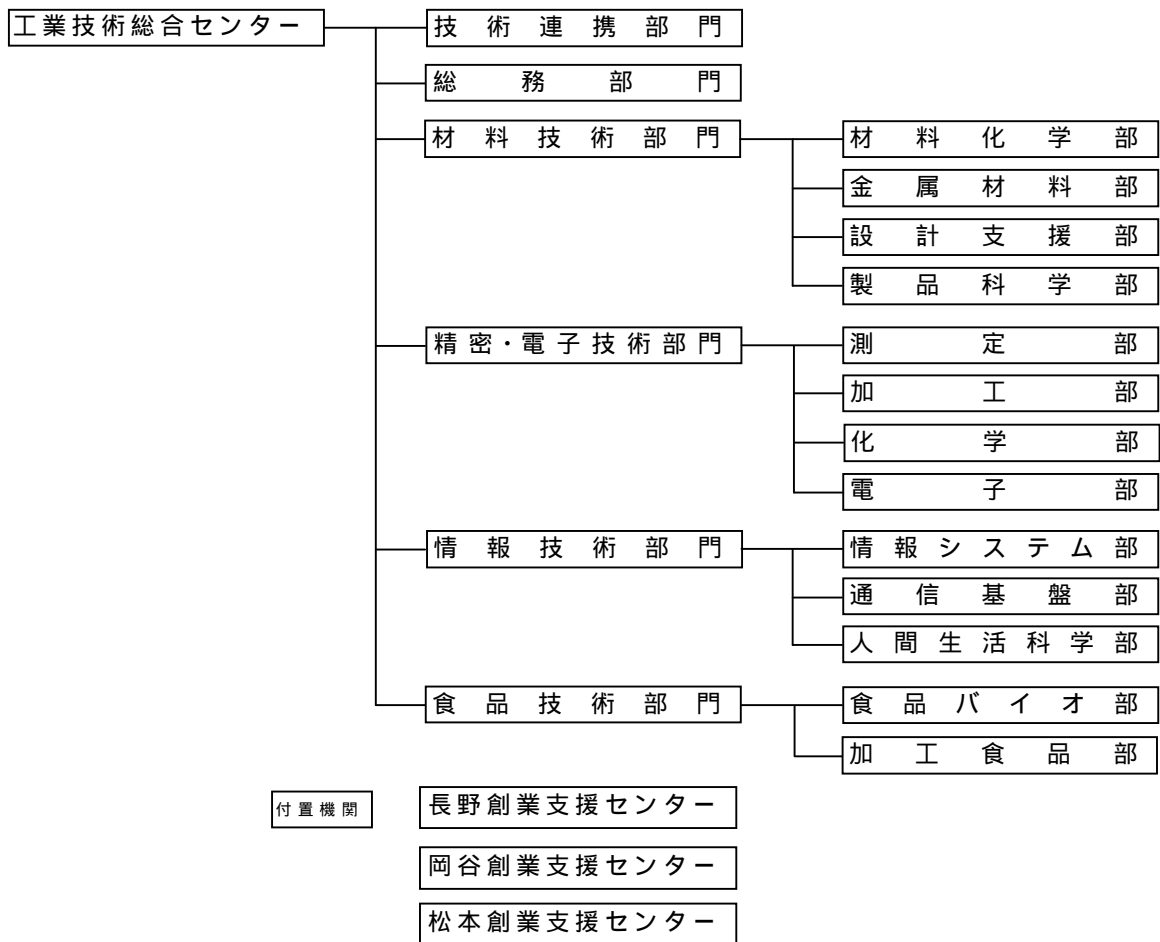 工業技術総合センター
技術連携部門
総務部門
材料技術部門
材料化学部
金属材料部
設計支援部
製品科学部
精密・電子技術部門
測定部
加工部
化学部
電子部
情報技術部門
情報システム部
通信基盤部
人間生活科学部
食品技術部門
食品バイオ部
加工食品部
付置機関
長野創業支援センター
岡谷創業支援センター
松本創業支援センター